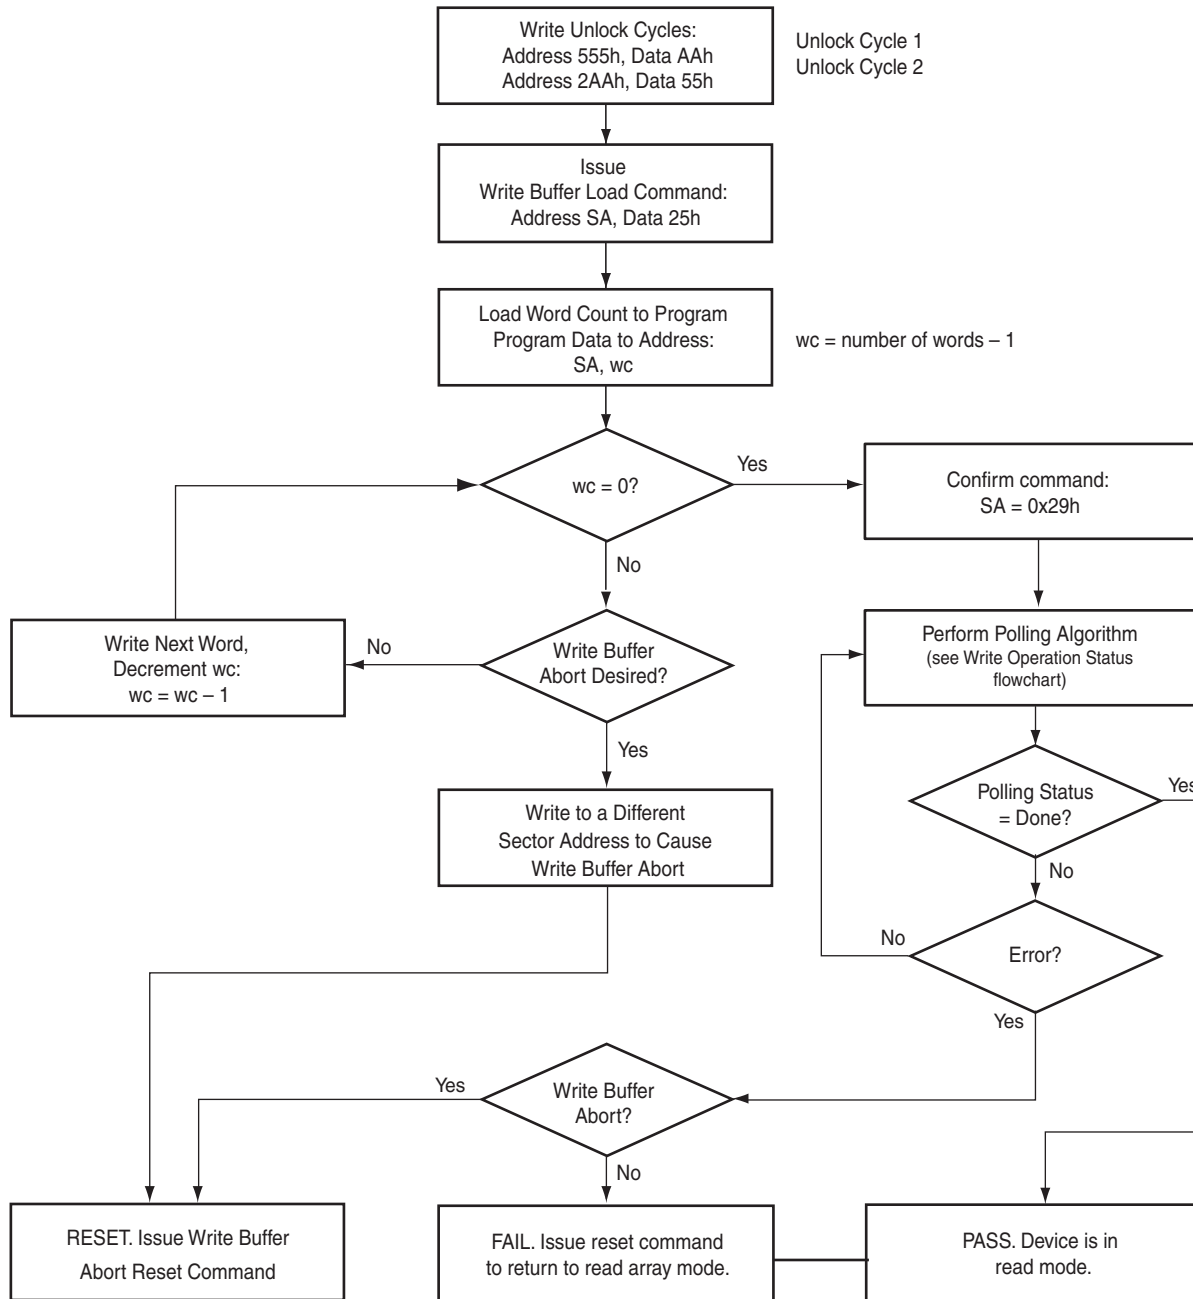 Write Unlock Cycles:
Address 555h, Data AAh
Address 2AAh, Data 55h
Unlock Cycle 1
Unlock Cycle 2
Issue
Write Buffer Load Command:
Address SA, Data 25h
Load Word Count to Program
Program Data to Address:
SA, wc
wc = number of words – 1
wc = 0?
Yes
Confirm command:
SA = 0x29h
No
Write Next Word,
Decrement wc:
wc = wc – 1
No
Write Buffer
Abort Desired?
Perform Polling Algorithm
(see Write Operation Status
flowchart)
Yes
Polling Status
= Done?
Yes
Write to a Different
Sector Address to Cause
Write Buffer Abort
No
No
Error?
Yes
Yes
Write Buffer
Abort?
No
RESET. Issue Write Buffer
Abort Reset Command
FAIL. Issue reset command
to return to read array mode.
PASS. Device is in
read mode.